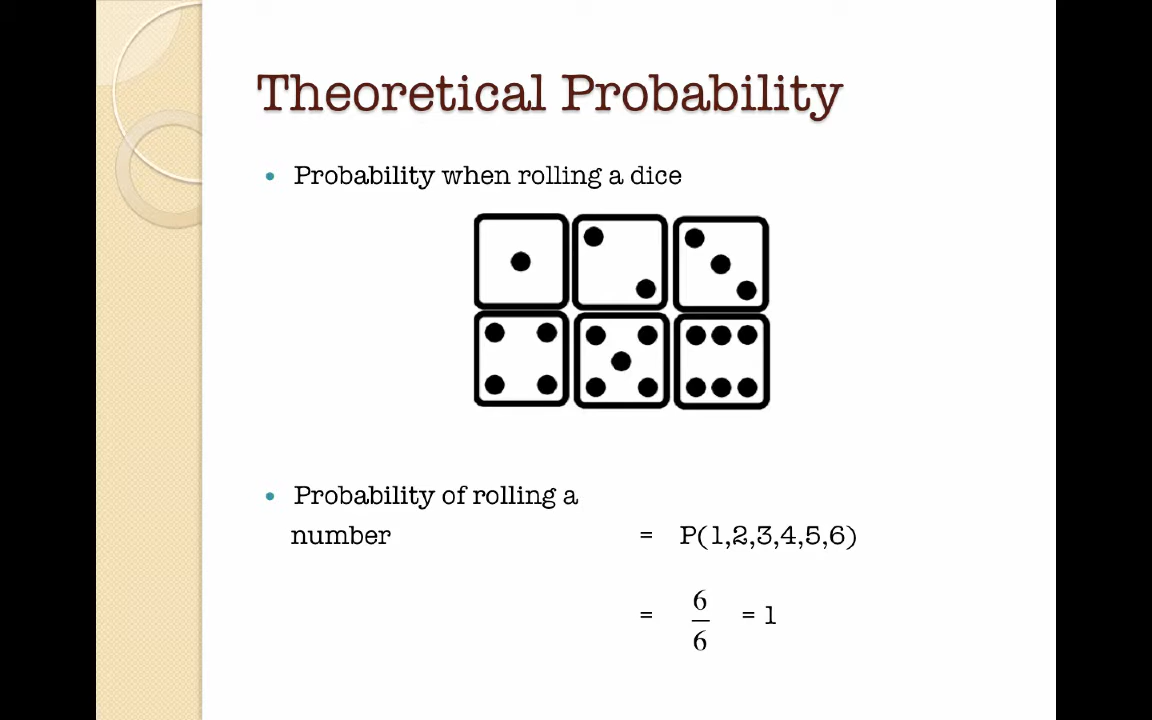 Theoretical Probability
• Probability when rolling a dice
• Probability of rolling a
number = P(1,2,3,4,5,6)
= 6/6 = 1